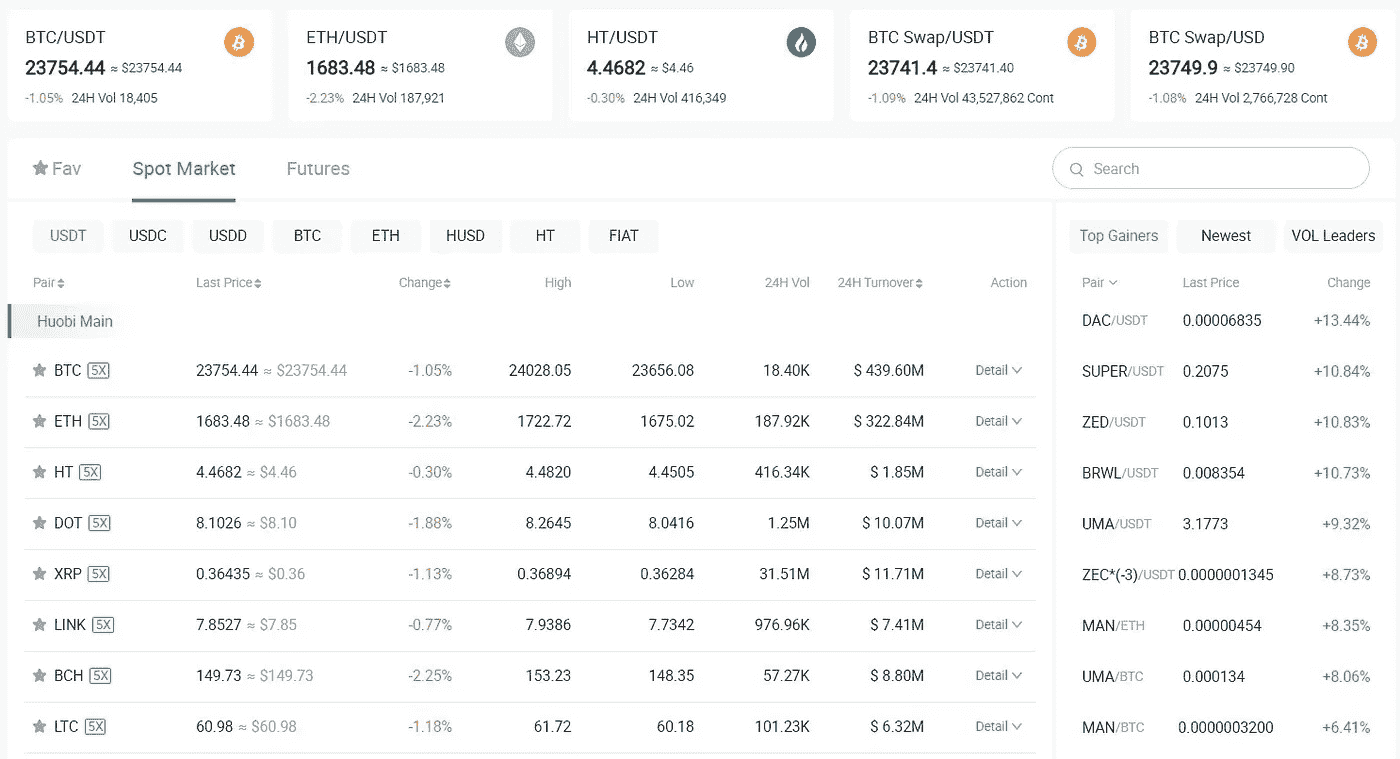 BTC/USDT
23754.44 ≈ $23754.44
-1.05% 24H Vol 18,405
ETH/USDT
1683.48 ≈ $1683.48
-2.23% 24H Vol 187,921
HT/USDT
4.4682 ≈ $4.46
-0.30% 24H Vol 416,349
BTC Swap/USDT
23741.4 ≈ $23741.40
-1.09% 24H Vol 43,527,862 Cont
BTC Swap/USD
23749.9 ≈ $23749.90
-1.08% 24H Vol 2,766,728 Cont
Fav Spot Market Futures
Search
USDT USDC USDD BTC ETH HUSD HT FIAT
Pair Last Price Change High Low 24H Vol 24H Turnover Action
Huobi Main
BTC 5X 23754.44 ≈ $23754.44 -1.05% 24028.05 23656.08 18.40K $ 439.60M Detail
ETH 5X 1683.48 ≈ $1683.48 -2.23% 1722.72 1675.02 187.92K $ 322.84M Detail
HT 5X 4.4682 ≈ $4.46 -0.30% 4.4820 4.4505 416.34K $ 1.85M Detail
DOT 5X 8.1026 ≈ $8.10 -1.88% 8.2645 8.0416 1.25M $ 10.07M Detail
XRP 5X 0.36435 ≈ $0.36 -1.13% 0.36894 0.36284 31.51M $ 11.71M Detail
LINK 5X 7.8527 ≈ $7.85 -0.77% 7.9386 7.7342 976.96K $ 7.41M Detail
BCH 5X 149.73 ≈ $149.73 -2.25% 153.23 148.35 57.27K $ 8.80M Detail
LTC 5X 60.98 ≈ $60.98 -1.18% 61.72 60.18 101.23K $ 6.32M Detail
Top Gainers Newest VOL Leaders
Pair Last Price Change
DAC/USDT 0.00006835 +13.44%
SUPER/USDT 0.2075 +10.84%
ZED/USDT 0.1013 +10.83%
BRWL/USDT 0.008354 +10.73%
UMA/USDT 3.1773 +9.32%
ZEC*(-3)/USDT 0.0000001345 +8.73%
MAN/ETH 0.00000454 +8.35%
UMA/BTC 0.000134 +8.06%
MAN/BTC 0.0000003200 +6.41%